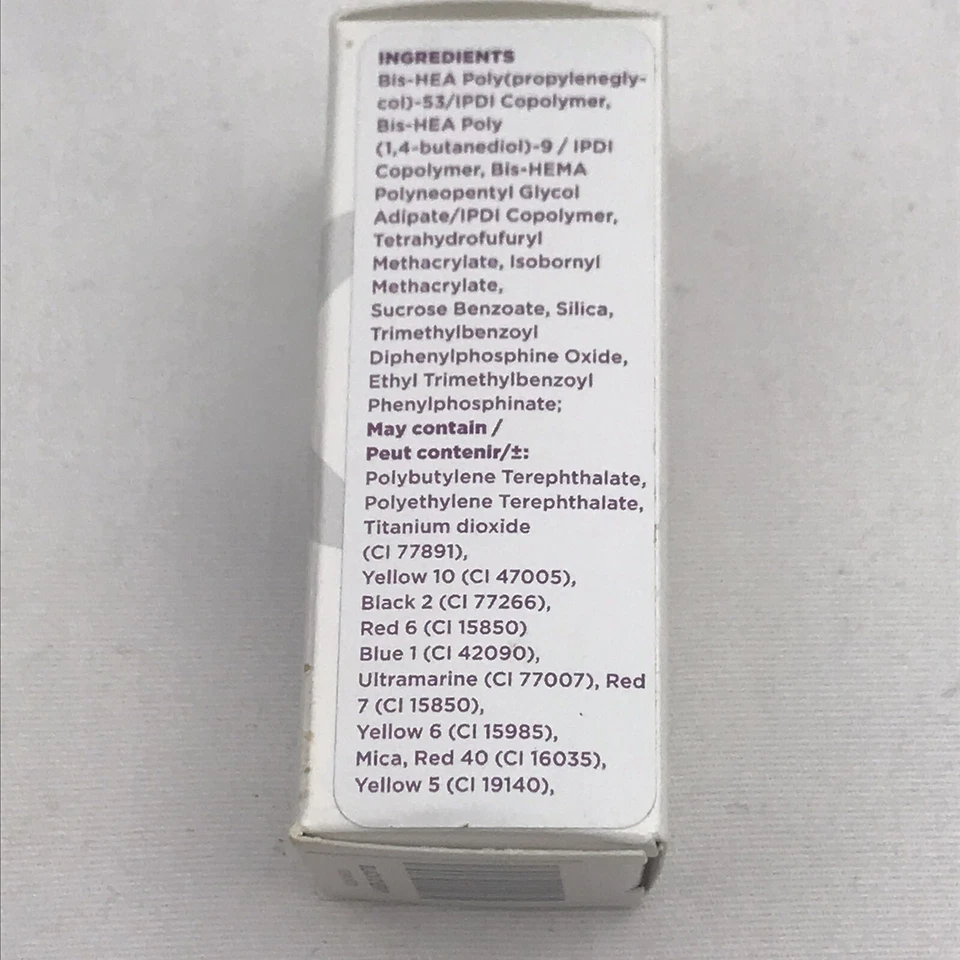 INGREDIENTS
Bis-HEA Poly(propylenegly-
col)-53/IPDI Copolymer,
Bis-HEA Poly
(1,4-butanediol)-9 / IPDI
Copolymer, Bis-HEMA
Polyneopentyl Glycol
Adipate/IPDI Copolymer,
Tetrahydrofufuryl
Methacrylate, Isobornyl
Methacrylate,
Sucrose Benzoate, Silica,
Trimethylbenzoyl
Diphenylphosphine Oxide,
Ethyl Trimethylbenzoyl
Phenylphosphinate;
May contain /
Peut contenir/±:
Polybutylene Terephthalate,
Polyethylene Terephthalate,
Titanium dioxide
(CI 77891),
Yellow 10 (CI 47005),
Black 2 (CI 77266),
Red 6 (CI 15850)
Blue 1 (CI 42090),
Ultramarine (CI 77007), Red
7 (CI 15850),
Yellow 6 (CI 15985),
Mica, Red 40 (CI 16035),
Yellow 5 (CI 19140),